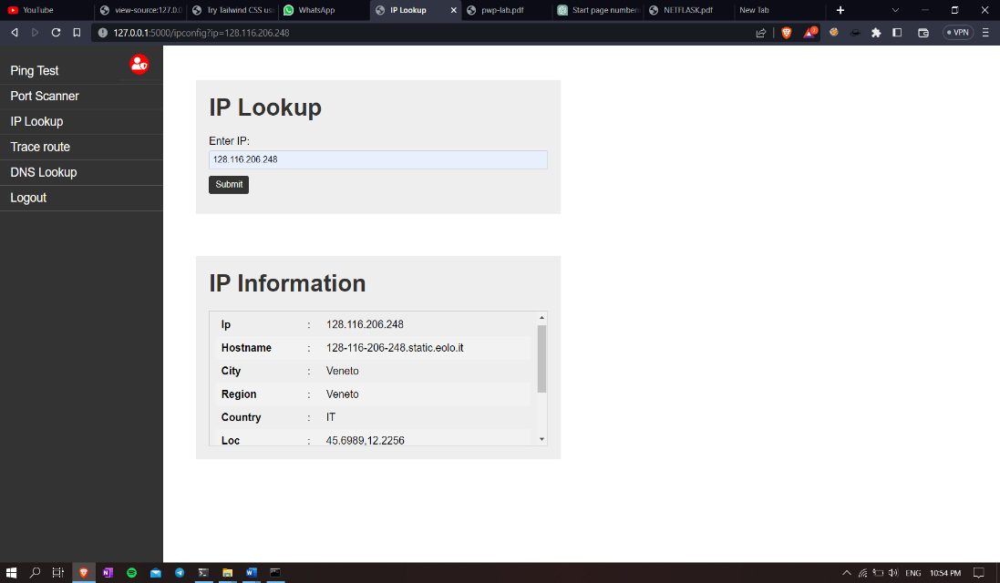 YouTube
view-source:127.0.0
Try Tailwind CSS usi
WhatsApp
IP Lookup
pwp-lab.pdf
Start page number
NETFLASK.pdf
New Tab
127.0.0.1:5000/ipconfig?ip=128.116.206.248
VPN
Ping Test
Port Scanner
IP Lookup
Trace route
DNS Lookup
Logout
IP Lookup
Enter IP:
128.116.206.248
Submit
IP Information
Ip : 128.116.206.248
Hostname : 128-116-206-248.static.eolo.it
City : Veneto
Region : Veneto
Country : IT
Loc : 45.6989,12.2256
ENG 10:54 PM